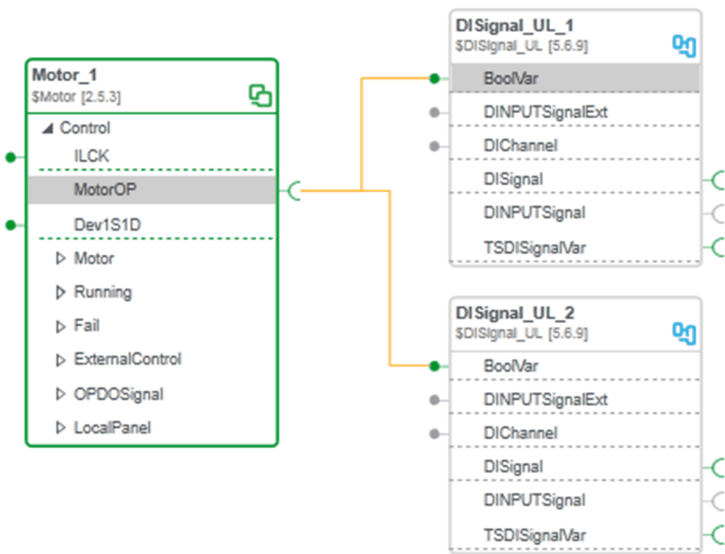 Motor_1
$Motor [2.5.3]
Control
ILCK
MotorOP
Dev1S1D
Motor
Running
Fail
ExternalControl
OPDOSignal
LocalPanel
DISignal_UL_1
$DISignal_UL [5.6.9]
BoolVar
DINPUTSignalExt
DIChannel
DISignal
DINPUTSignal
TSDISignalVar
DISignal_UL_2
$DISignal_UL [5.6.9]
BoolVar
DINPUTSignalExt
DIChannel
DISignal
DINPUTSignal
TSDISignalVar